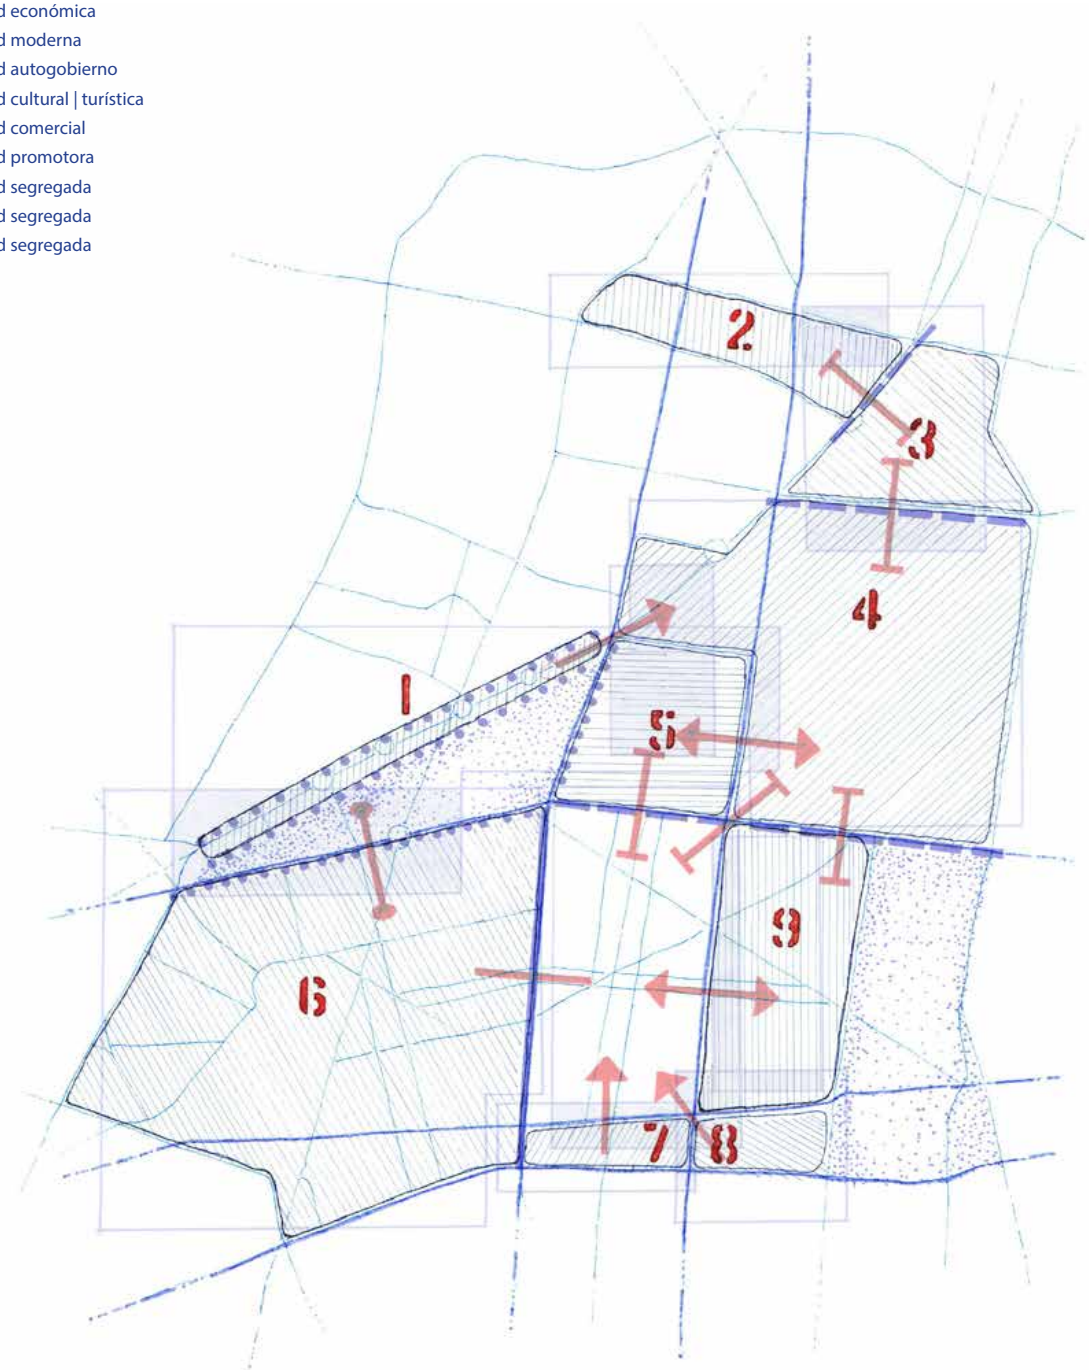 d económica
d moderna
d autogobierno
d cultural | turística
d comercial
d promotora
d segregada
d segregada
d segregada
2
3
4
1
5
9
6
7
8